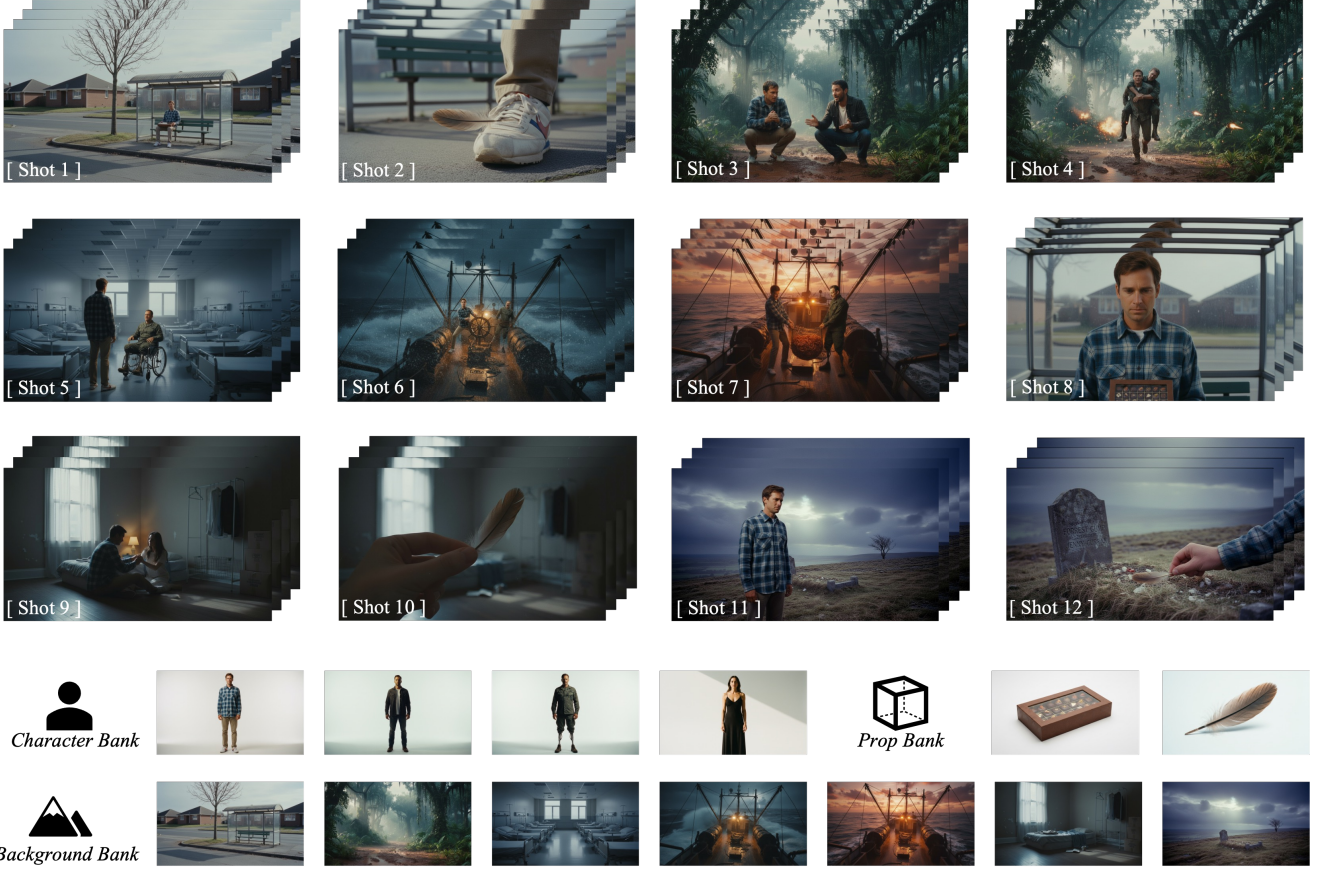 [ Shot 1 ]
[ Shot 2 ]
[ Shot 3 ]
[ Shot 4 ]
[ Shot 5 ]
[ Shot 6 ]
[ Shot 7 ]
[ Shot 8 ]
[ Shot 9 ]
[ Shot 10 ]
[ Shot 11 ]
[ Shot 12 ]
Character Bank
Prop Bank
Background Bank